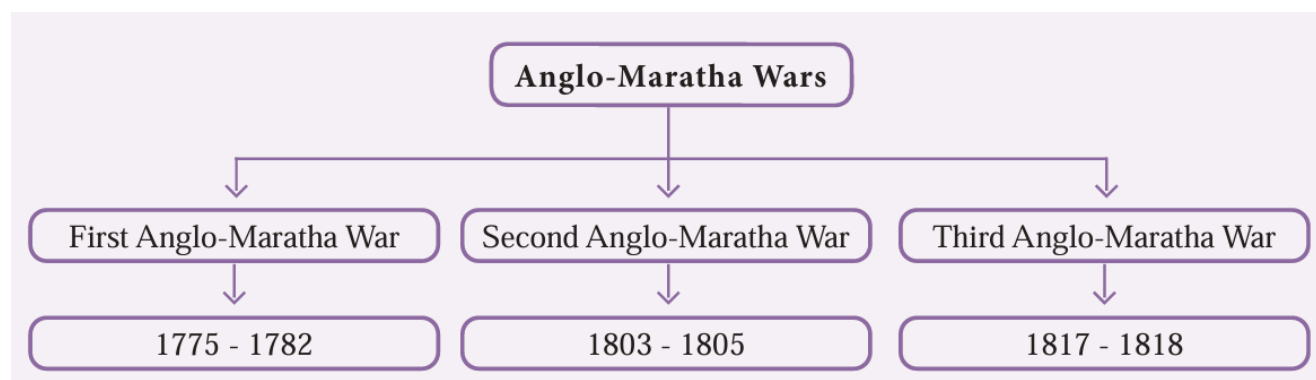 Anglo-Maratha Wars
First Anglo-Maratha War
Second Anglo-Maratha War
Third Anglo-Maratha War
1775 - 1782
1803 - 1805
1817 - 1818